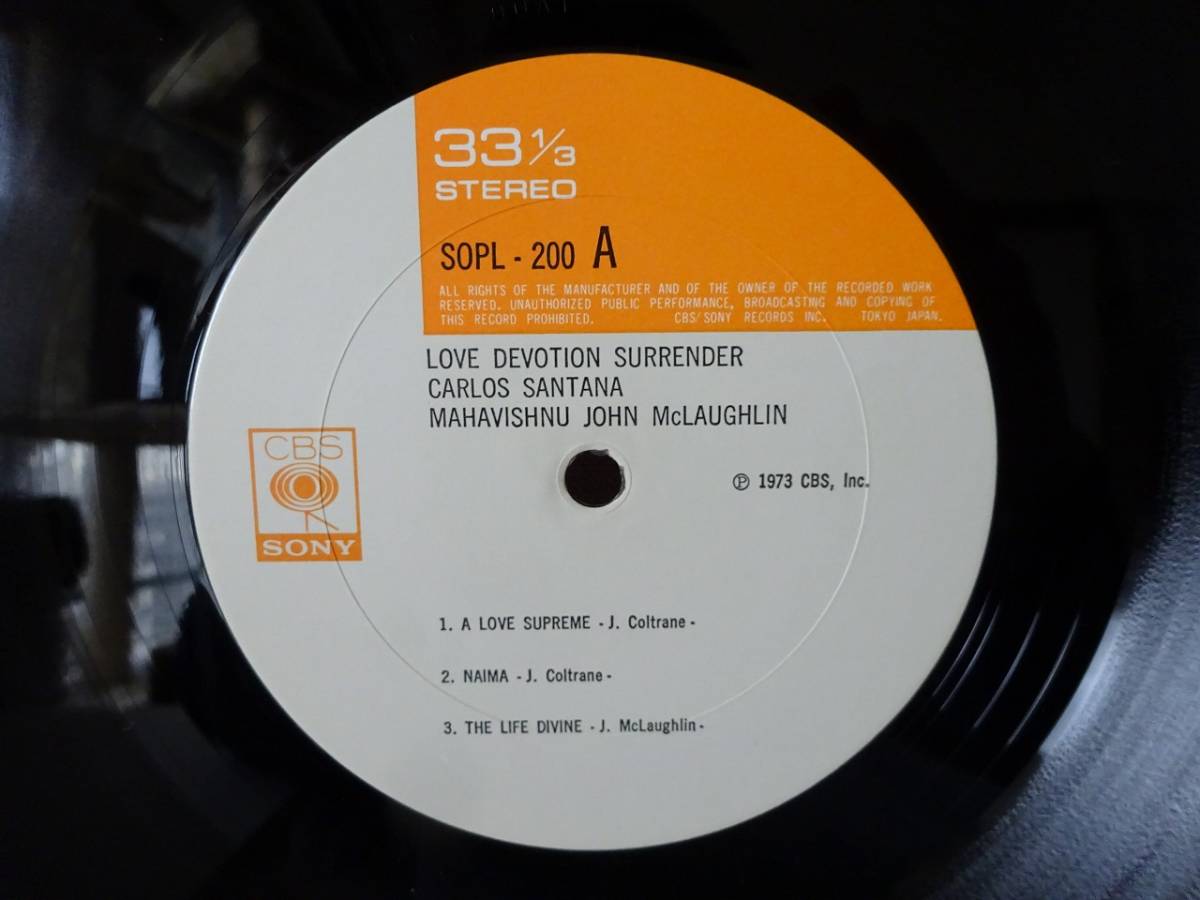 33 1/3
STEREO
SOPL - 200 A
ALL RIGHTS OF THE MANUFACTURER AND OF THE OWNER OF THE RECORDED WORK
RESERVED. UNAUTHORIZED PUBLIC PERFORMANCE, BROADCASTING AND COPYING OF
THIS RECORD PROHIBITED. CBS/SONY RECORDS INC. TOKYO JAPAN.
LOVE DEVOTION SURRENDER
CARLOS SANTANA
MAHAVISHNU JOHN McLAUGHLIN
CBS
SONY
℗ 1973 CBS, Inc.
1. A LOVE SUPREME - J. Coltrane -
2. NAIMA - J. Coltrane -
3. THE LIFE DIVINE - J. McLaughlin -